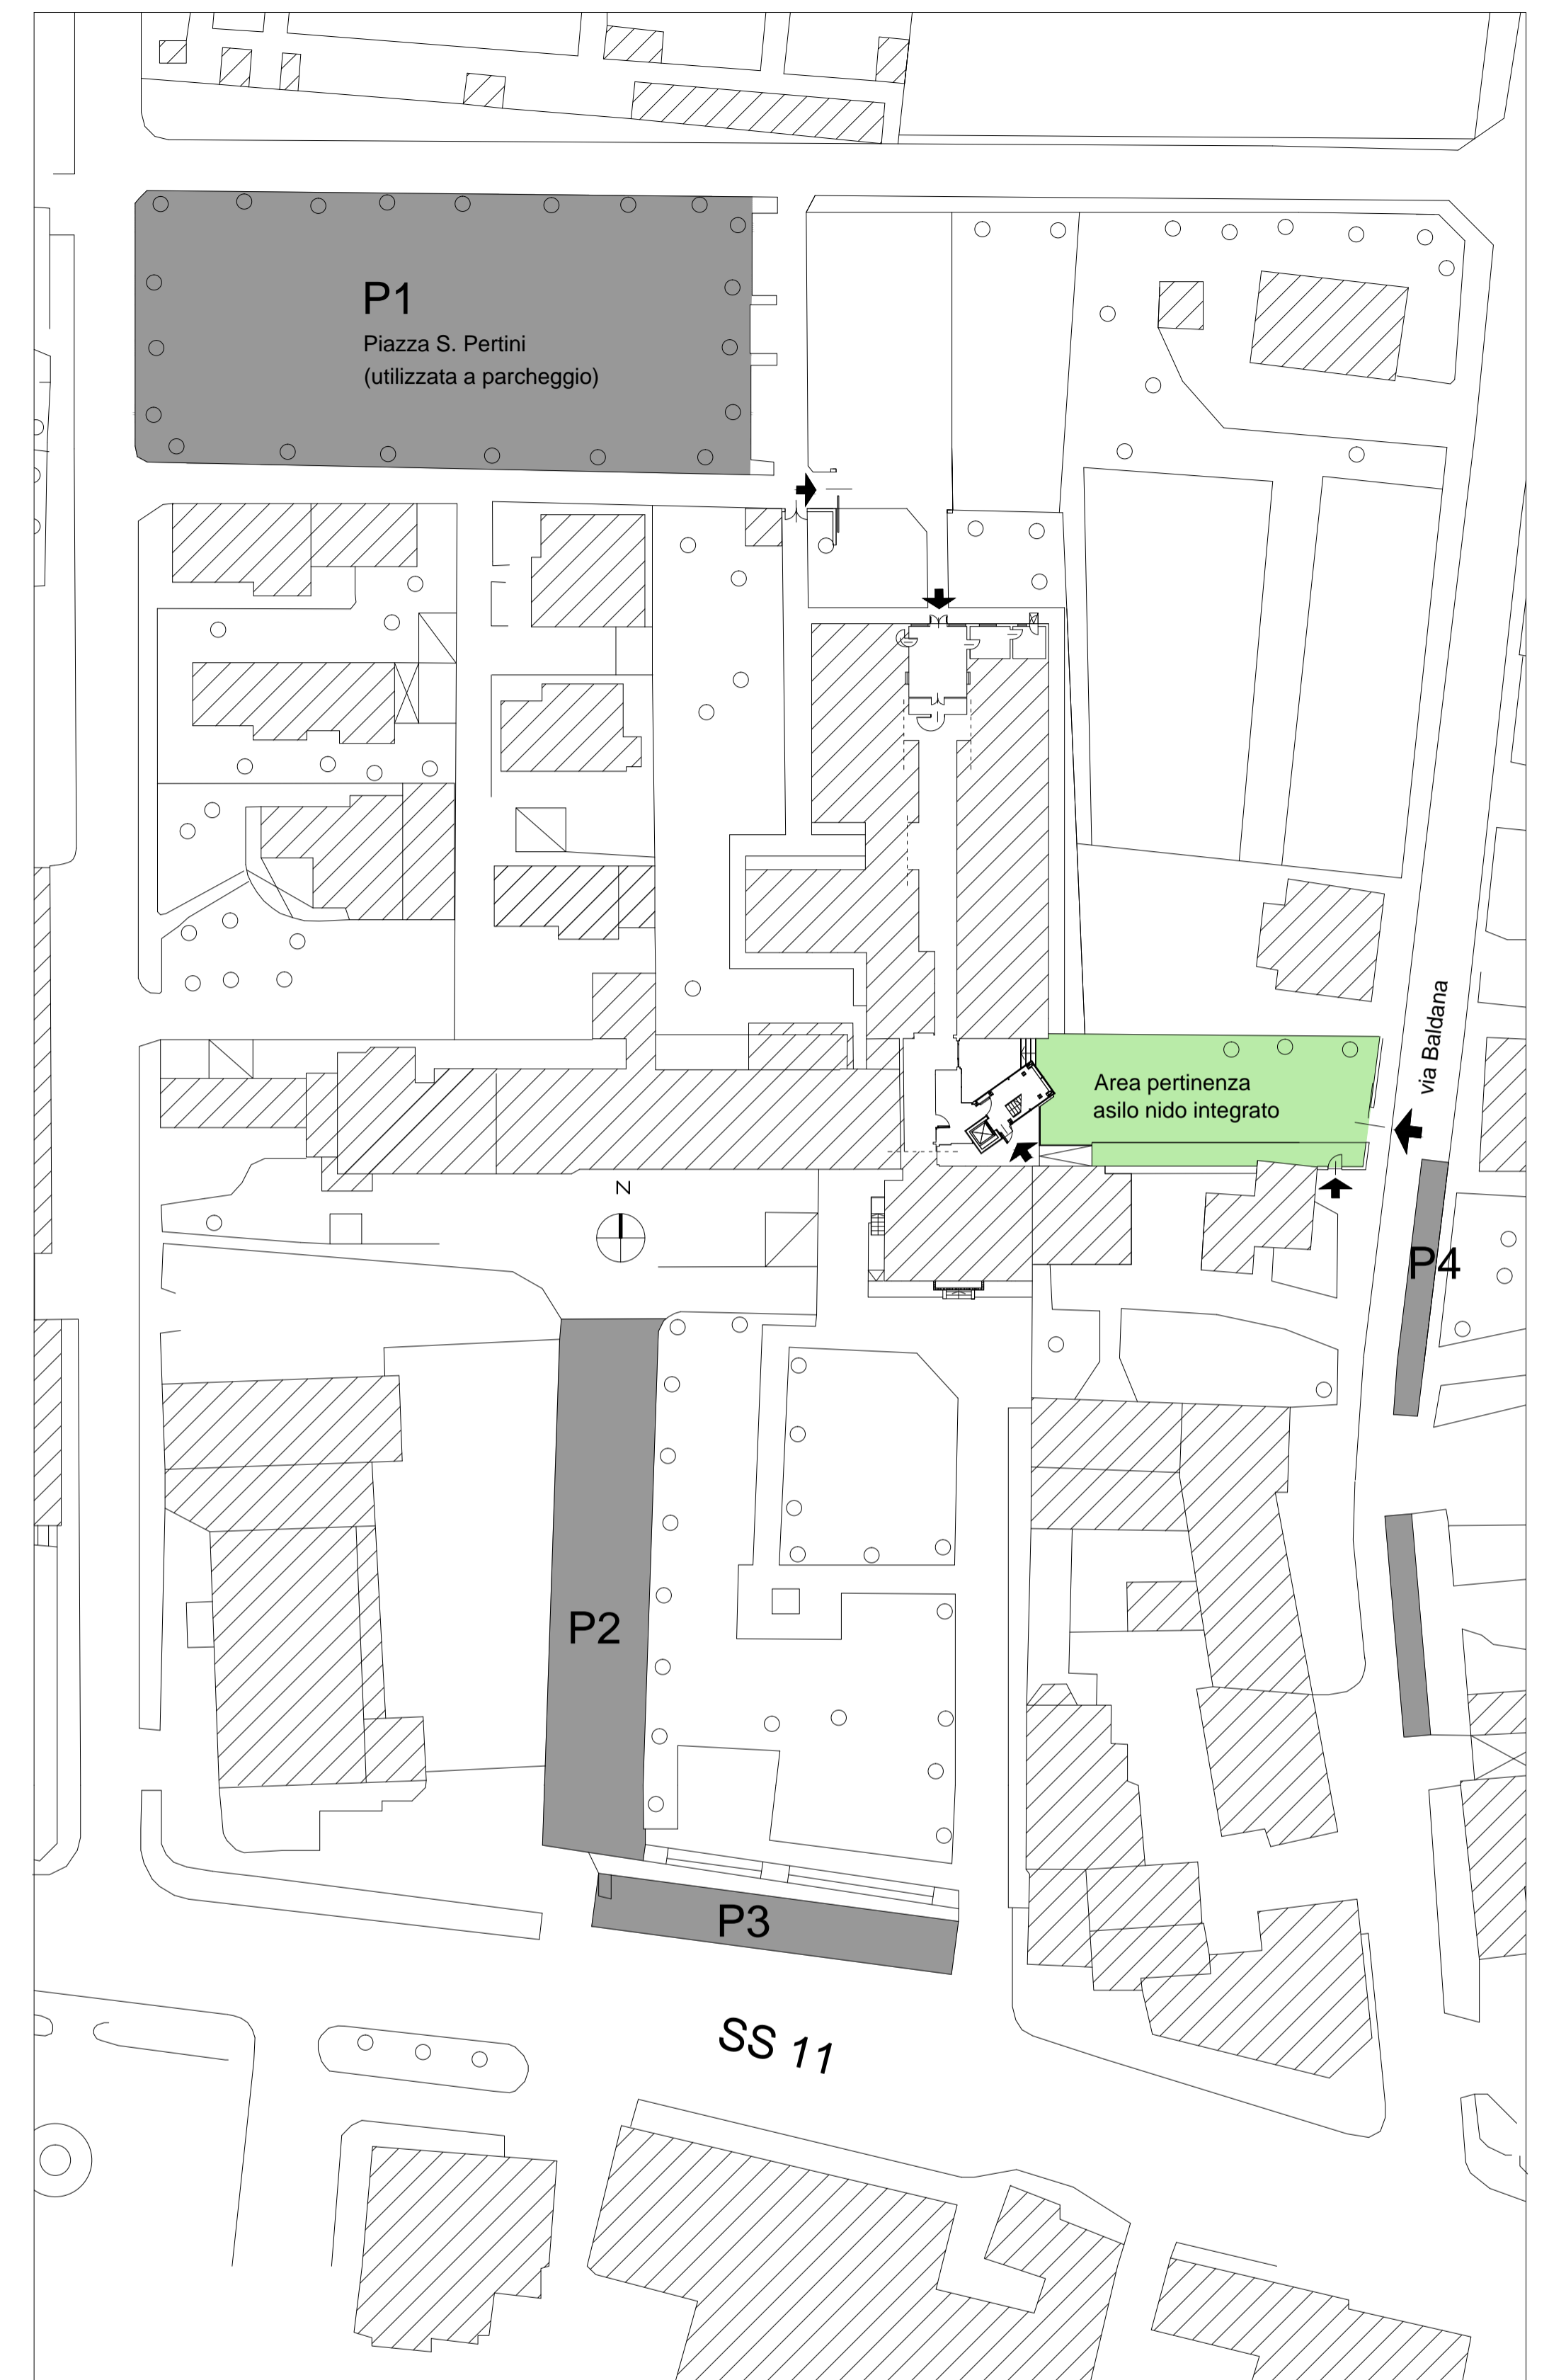 P1
Piazza S. Pertini
(utilizzata a parcheggio)
via Baldana
Area pertinenza
asilo nido integrato
N
P4
P2
P3
SS 11